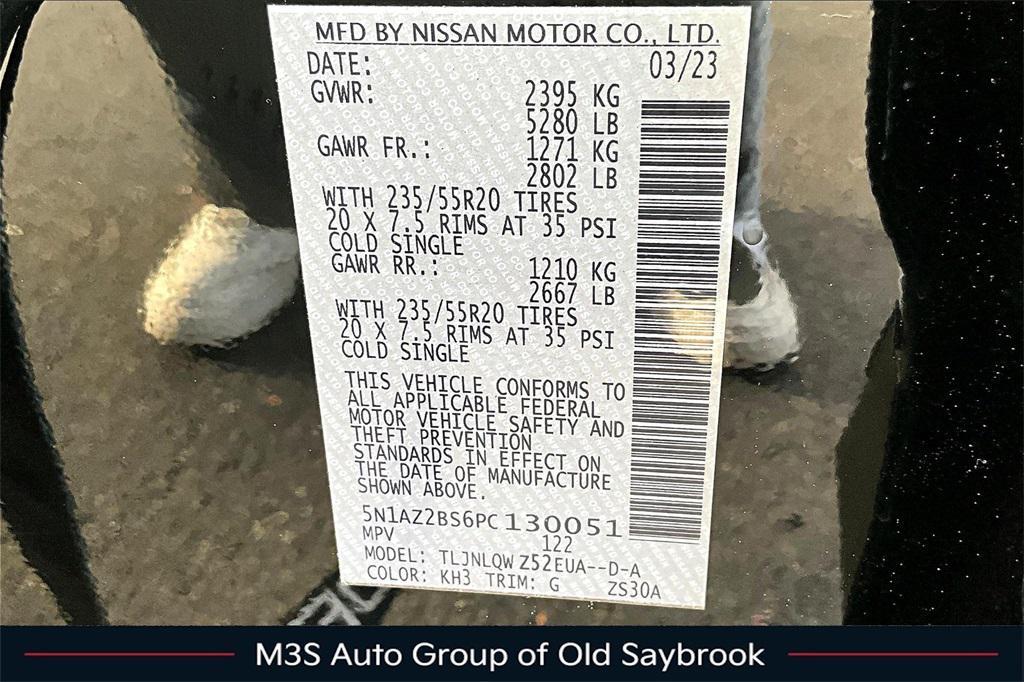 MFD BY NISSAN MOTOR CO., LTD.
DATE: 03/23
GVWR: 2395 KG
5280 LB
GAWR FR.: 1271 KG
2802 LB
WITH 235/55R20 TIRES
20 X 7.5 RIMS AT 35 PSI
COLD SINGLE
GAWR RR.: 1210 KG
2667 LB
WITH 235/55R20 TIRES
20 X 7.5 RIMS AT 35 PSI
COLD SINGLE
THIS VEHICLE CONFORMS TO
ALL APPLICABLE FEDERAL
MOTOR VEHICLE SAFETY AND
THEFT PREVENTION
STANDARDS IN EFFECT ON
THE DATE OF MANUFACTURE
SHOWN ABOVE.
5N1AZ2BS6PC130051
MPV 122
MODEL: TLJNLQW Z52EUA--D-A
COLOR: KH3 TRIM: G ZS30A
M3S Auto Group of Old Saybrook